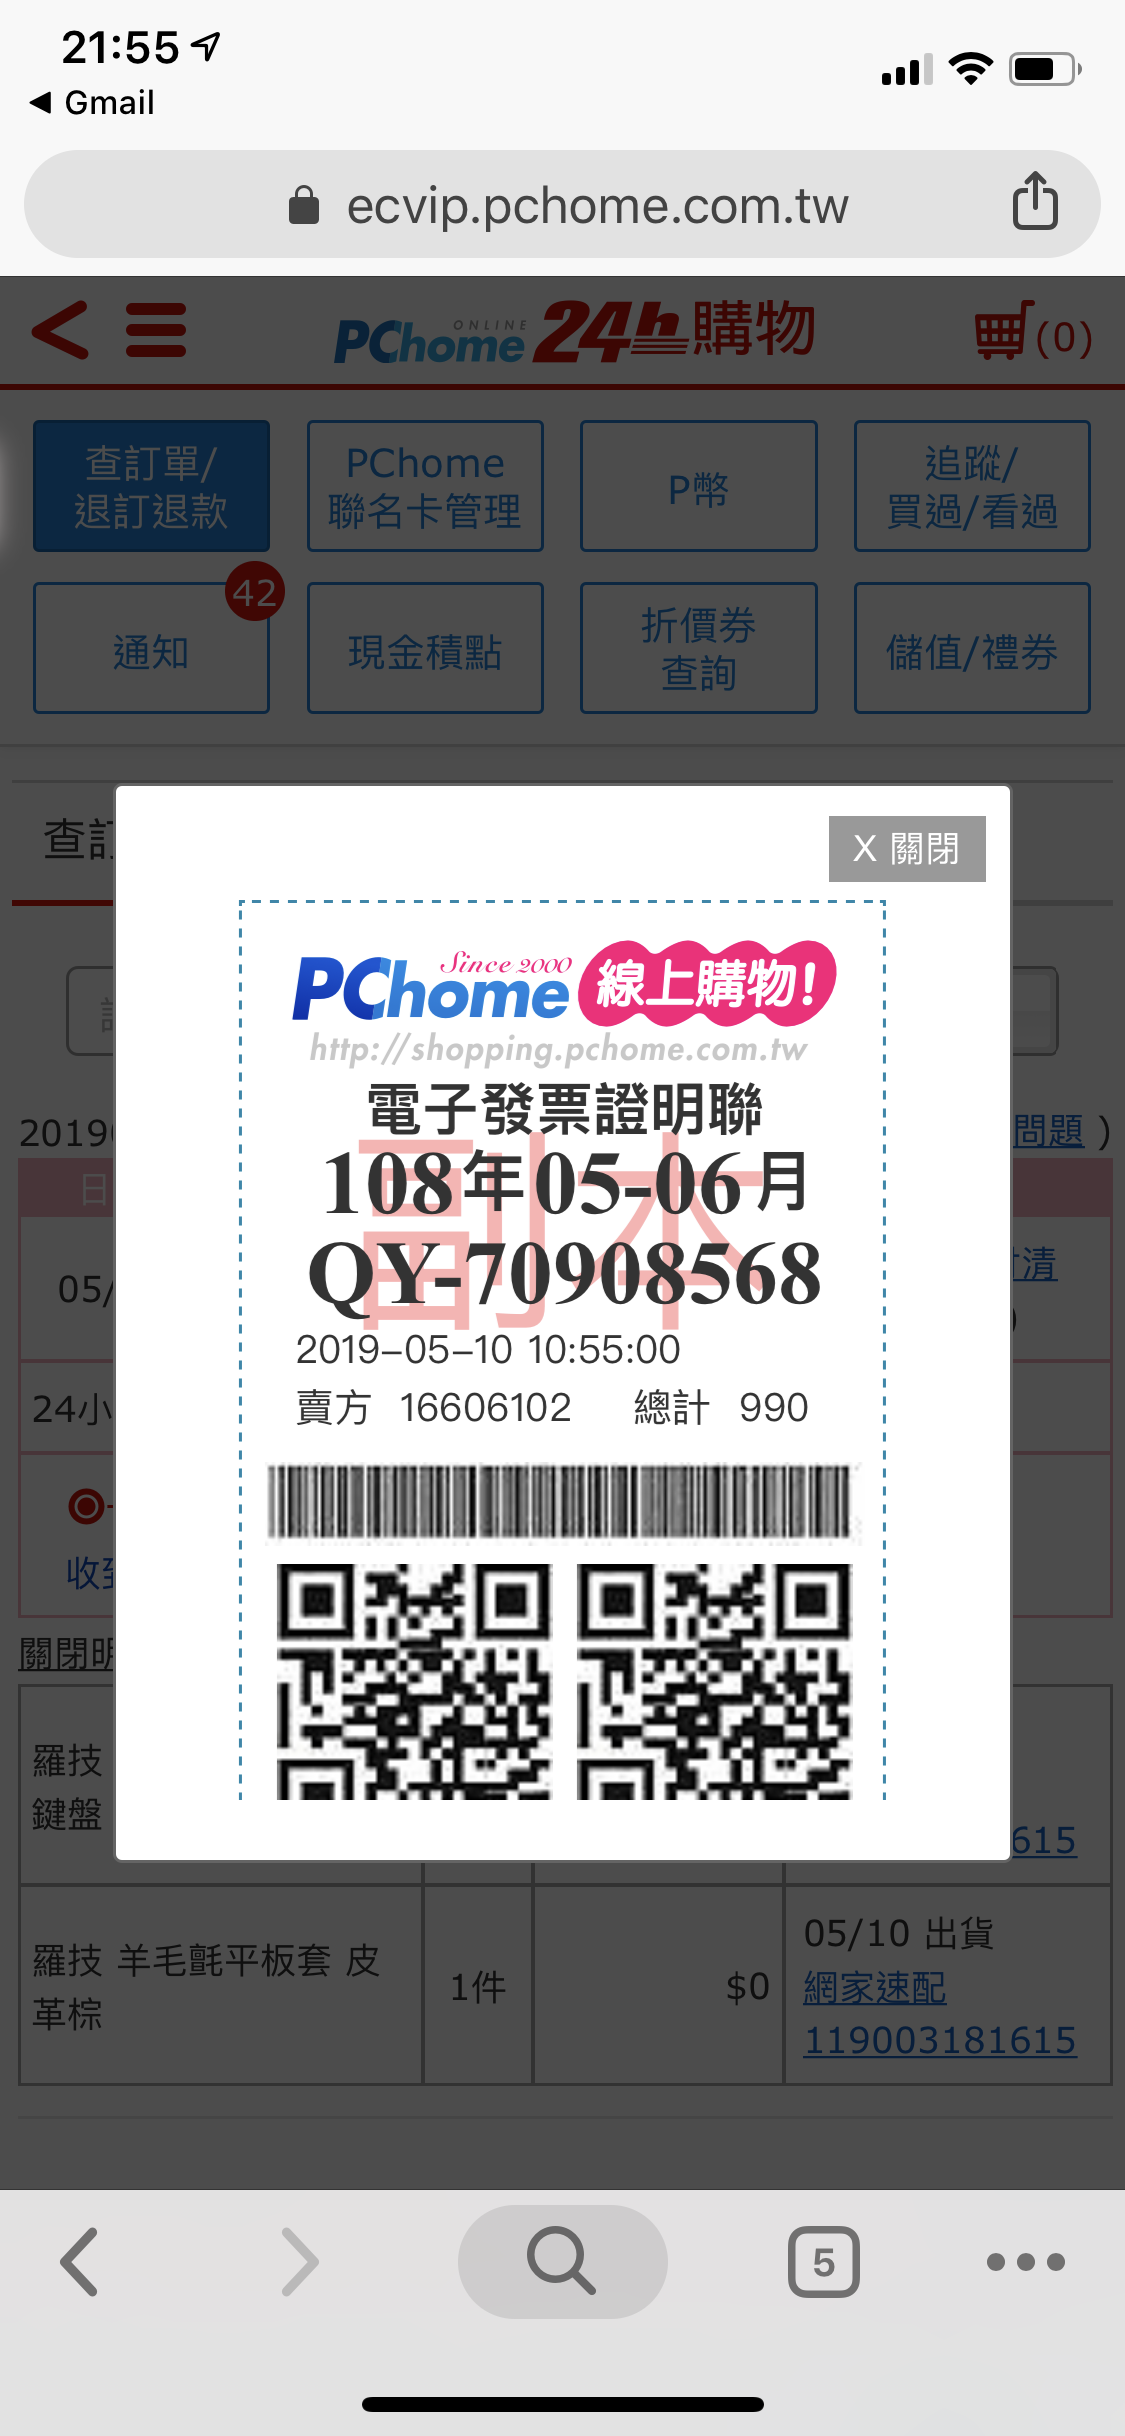 21:55
Gmail
ecvip.pchome.com.tw
PChome ONLINE 24h購物 (0)
查訂單/
退訂退款
PChome
聯名卡管理
P幣
追蹤/
買過/看過
通知
42
現金積點
折價券
查詢
儲值/禮券
查訂
X 關閉
PChome Since 2000 線上購物!
http://shopping.pchome.com.tw
電子發票證明聯
副本
108年05-06月
QY-70908568
2019-05-10 10:55:00
賣方 16606102 總計 990
2019
問題 )
日
05/
清
24小
收
關閉明
羅技
鍵盤
615
羅技 羊毛氈平板套 皮
革棕
1件
$0
05/10 出貨
網家速配
119003181615
5